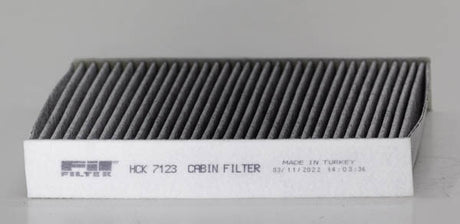 Fil FILTER
HCK 7123 CABIN FILTER
MADE IN TURKEY
03/11/2022 14:03:36